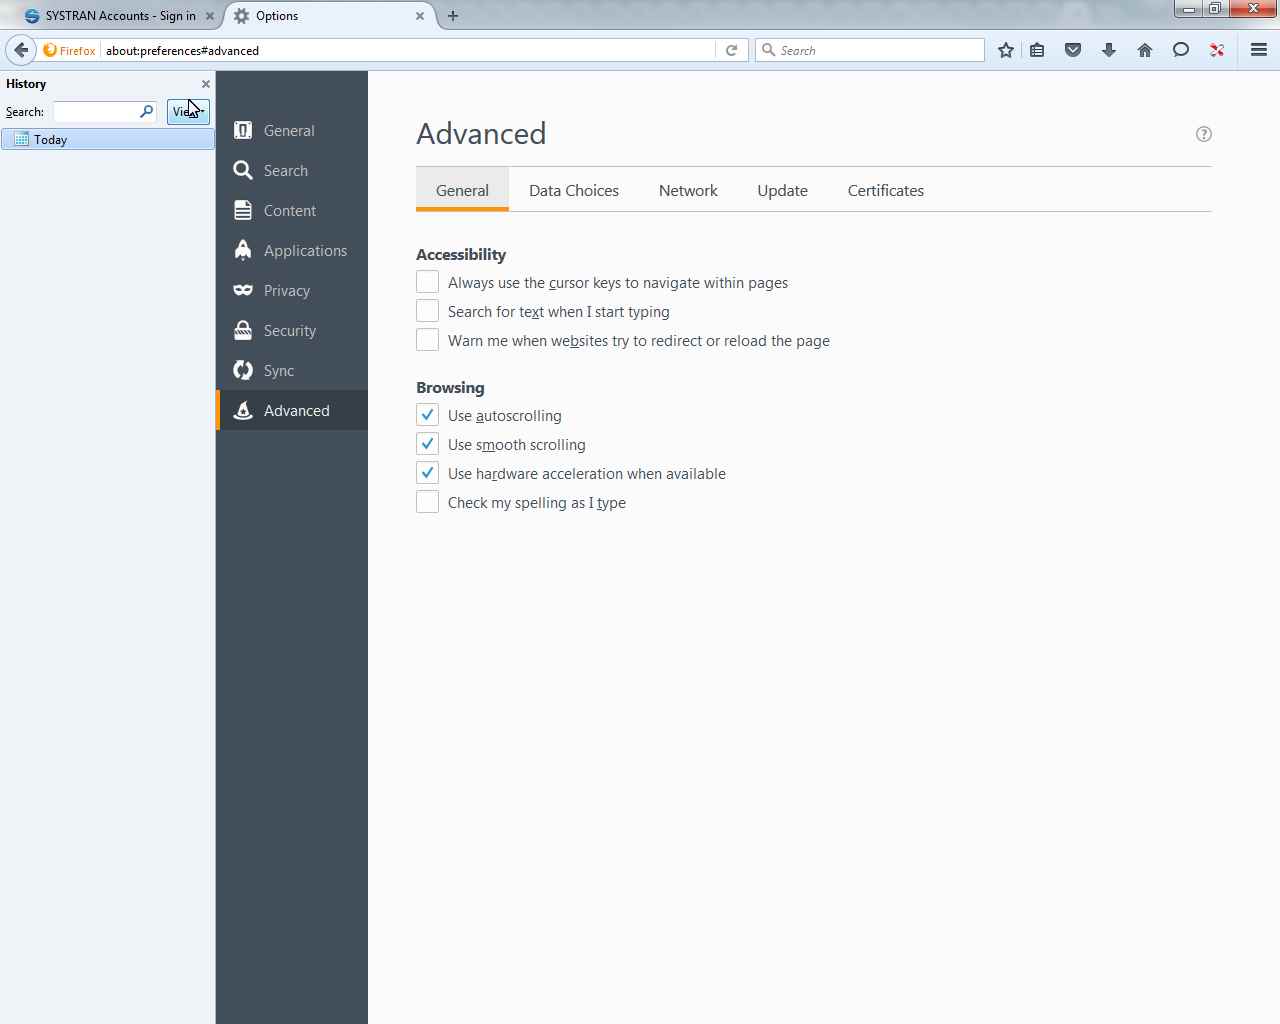 SYSTRAN Accounts - Sign in
Options
Firefox
about:preferences#advanced
Search
History
Search:
Today
General
Search
Content
Applications
Privacy
Security
Sync
Advanced
Advanced
General
Data Choices
Network
Update
Certificates
Accessibility
Always use the cursor keys to navigate within pages
Search for text when I start typing
Warn me when websites try to redirect or reload the page
Browsing
Use autoscrolling
Use smooth scrolling
Use hardware acceleration when available
Check my spelling as I type